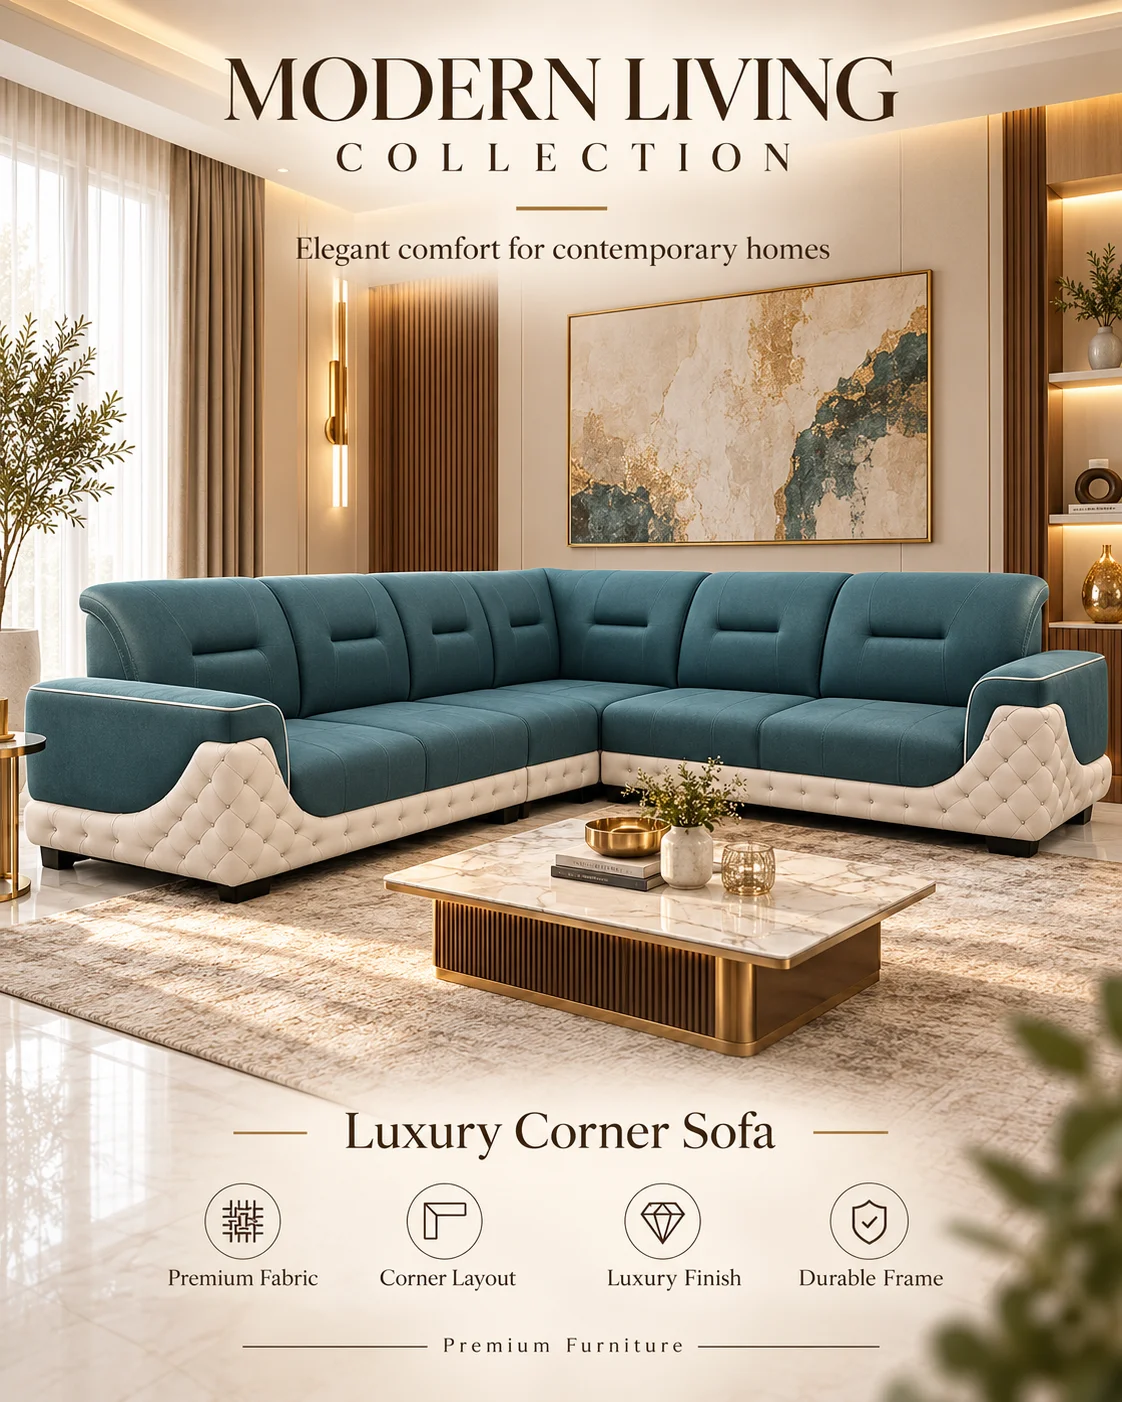 MODERN LIVING
COLLECTION
Elegant comfort for contemporary homes
Luxury Corner Sofa
Premium Fabric
Corner Layout
Luxury Finish
Durable Frame
Premium Furniture